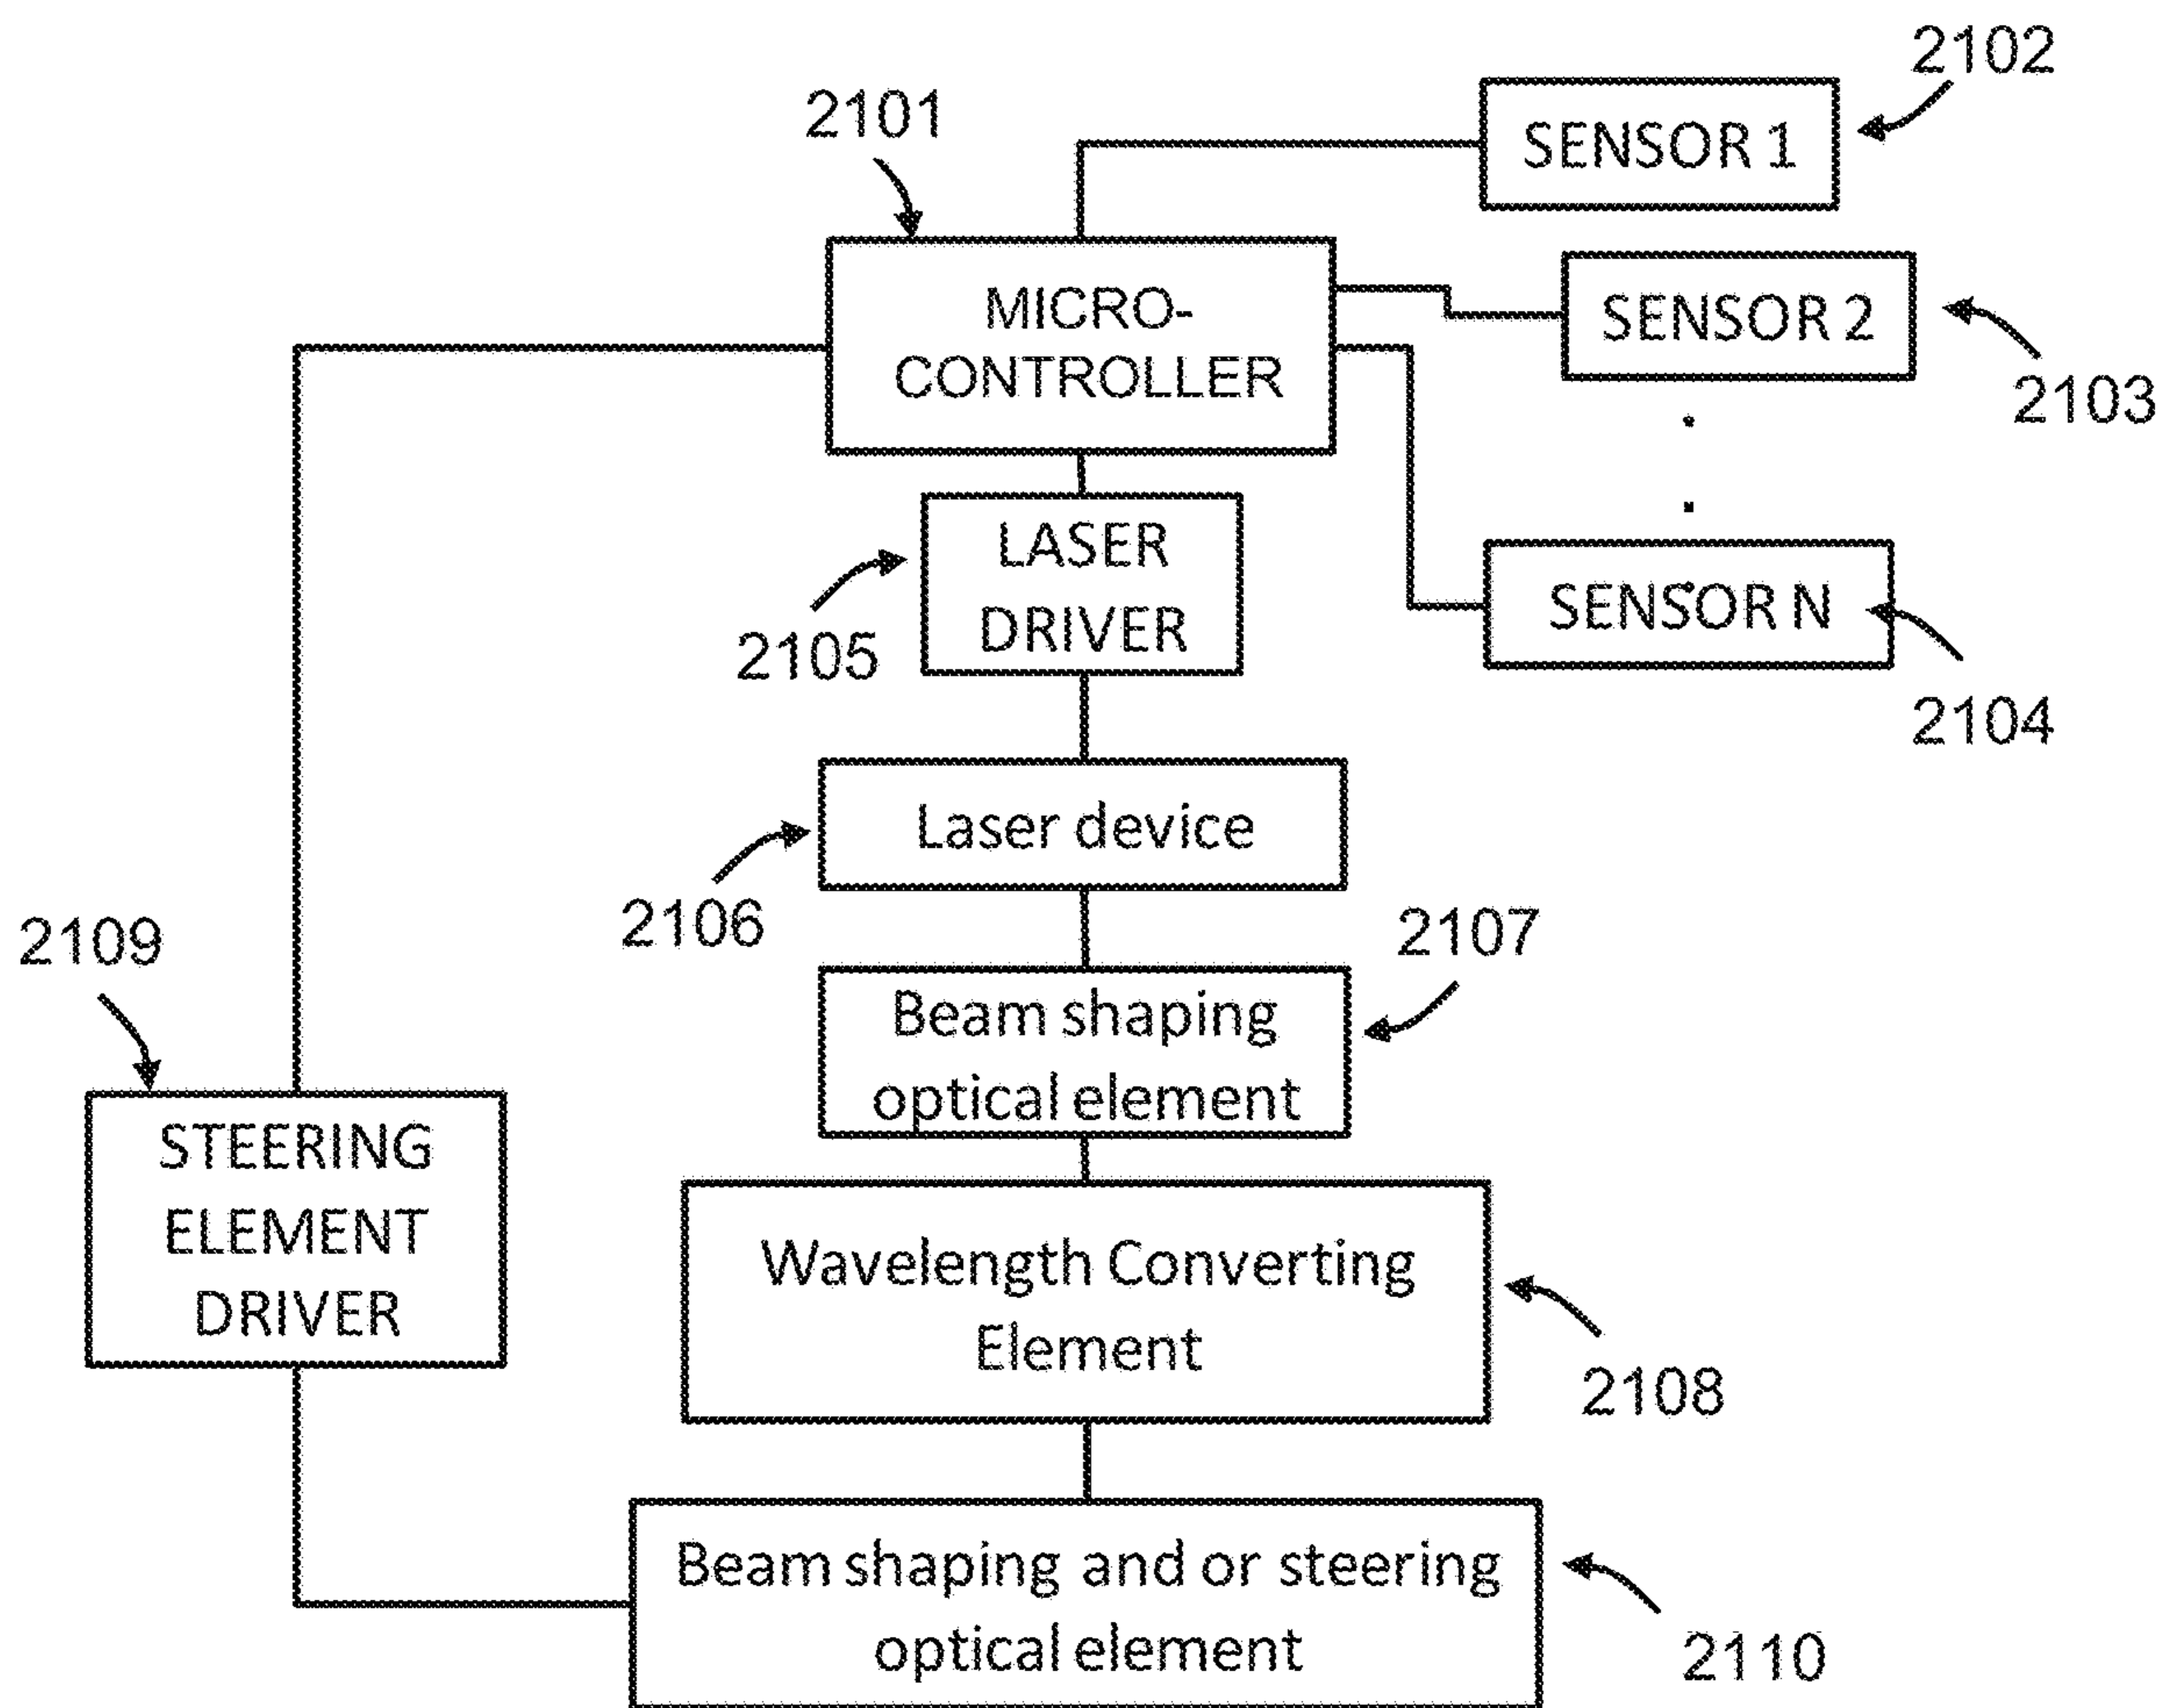 2102
SENSOR 1
2101
SENSOR 2
MICRO-
CONTROLLER
2103
LASER
DRIVER
SENSOR N
2105
2104
Laser device
2106
2107
2109
Beam shaping
optical element
STEERING
ELEMENT
DRIVER
Wavelength Converting
Element
2108
Beam shaping and or steering
optical element
2110